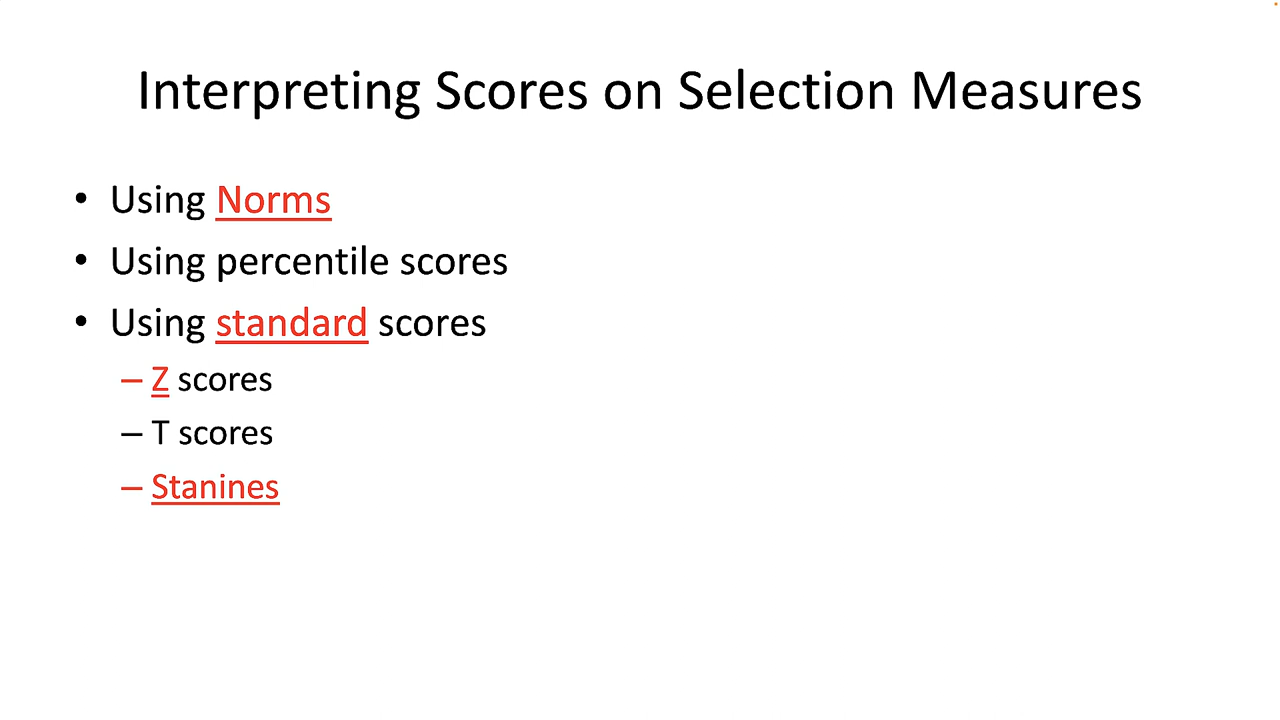 Interpreting Scores on Selection Measures
• Using Norms
• Using percentile scores
• Using standard scores
– Z scores
– T scores
– Stanines